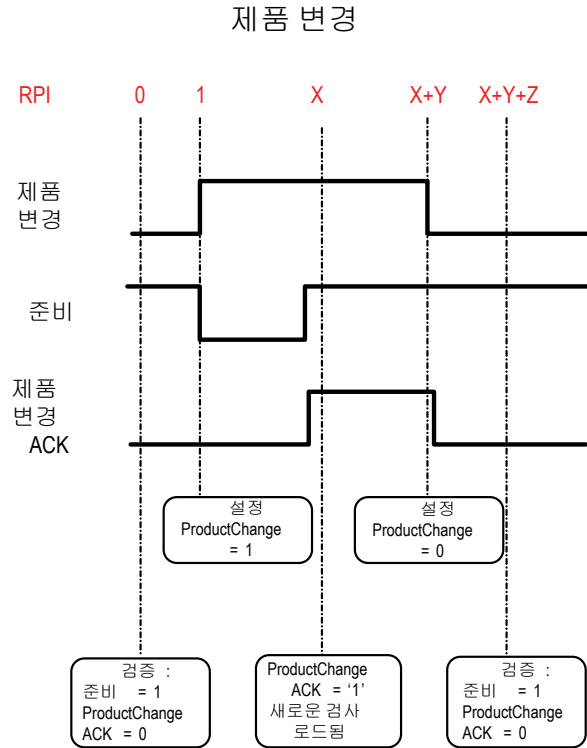 제품 변경
RPI 0 1 X X+Y X+Y+Z
제품
변경
준비
제품
변경
ACK
설정
ProductChange
= 1
설정
ProductChange
= 0
검증 :
준비 = 1
ProductChange
ACK = 0
ProductChange
ACK = ‘1’
새로운 검사
로드됨
검증 :
준비 = 1
ProductChange
ACK = 0